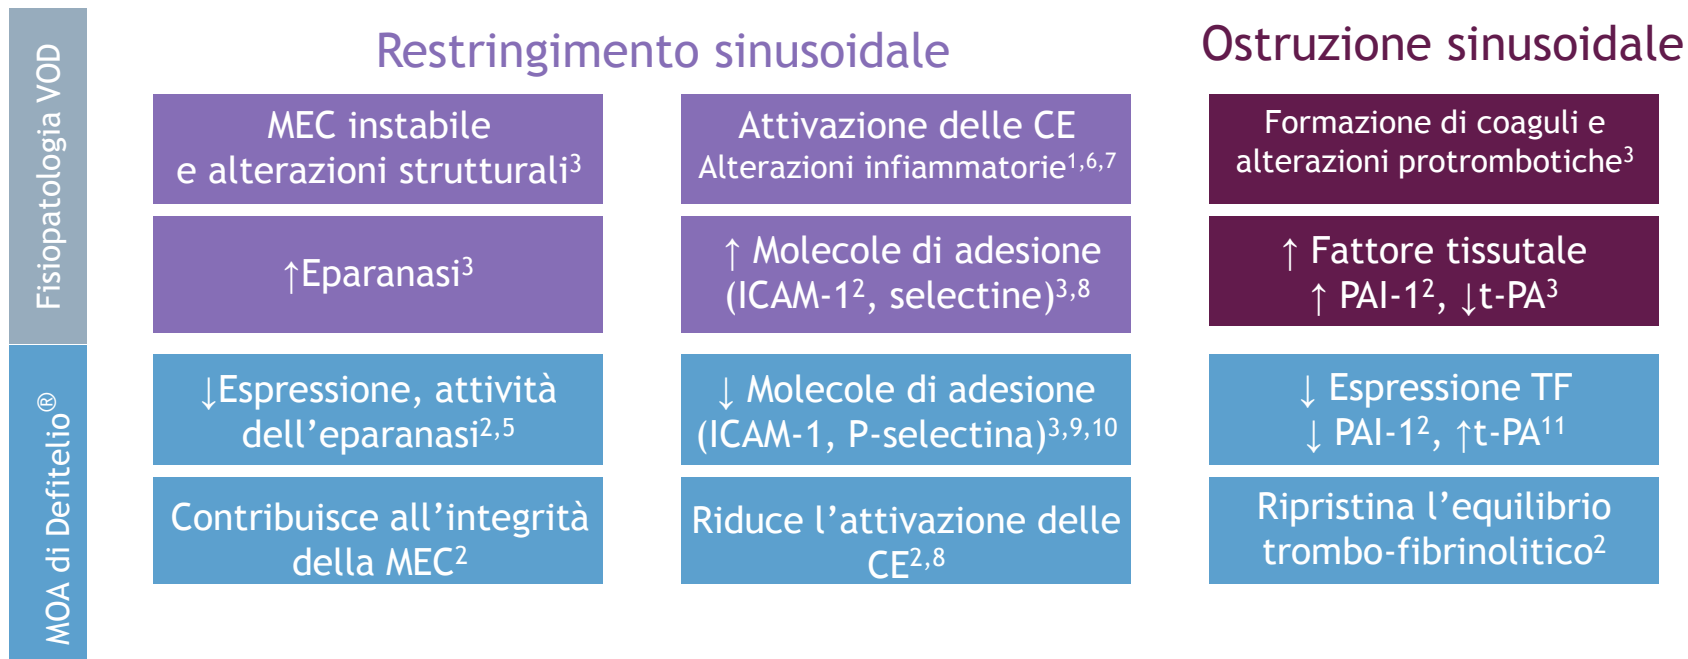 Fisiopatologia VOD
Restringimento sinusoidale
Ostruzione sinusoidale
MEC instabile
e alterazioni strutturali³
Attivazione delle CE
Alterazioni infiammatorie¹,⁶,⁷
Formazione di coaguli e
alterazioni protrombotiche³
↑Eparanasi³
↑ Molecole di adesione
(ICAM-1², selectine)³,⁸
↑ Fattore tissutale
↑ PAI-1², ↓t-PA³
MOA di Defitelio®
↓Espressione, attività
dell’eparanasi²,⁵
↓ Molecole di adesione
(ICAM-1, P-selectina)³,⁹,¹⁰
↓ Espressione TF
↓ PAI-1², ↑t-PA¹¹
Contribuisce all’integrità
della MEC²
Riduce l’attivazione delle
CE²,⁸
Ripristina l’equilibrio
trombo-fibrinolitico²